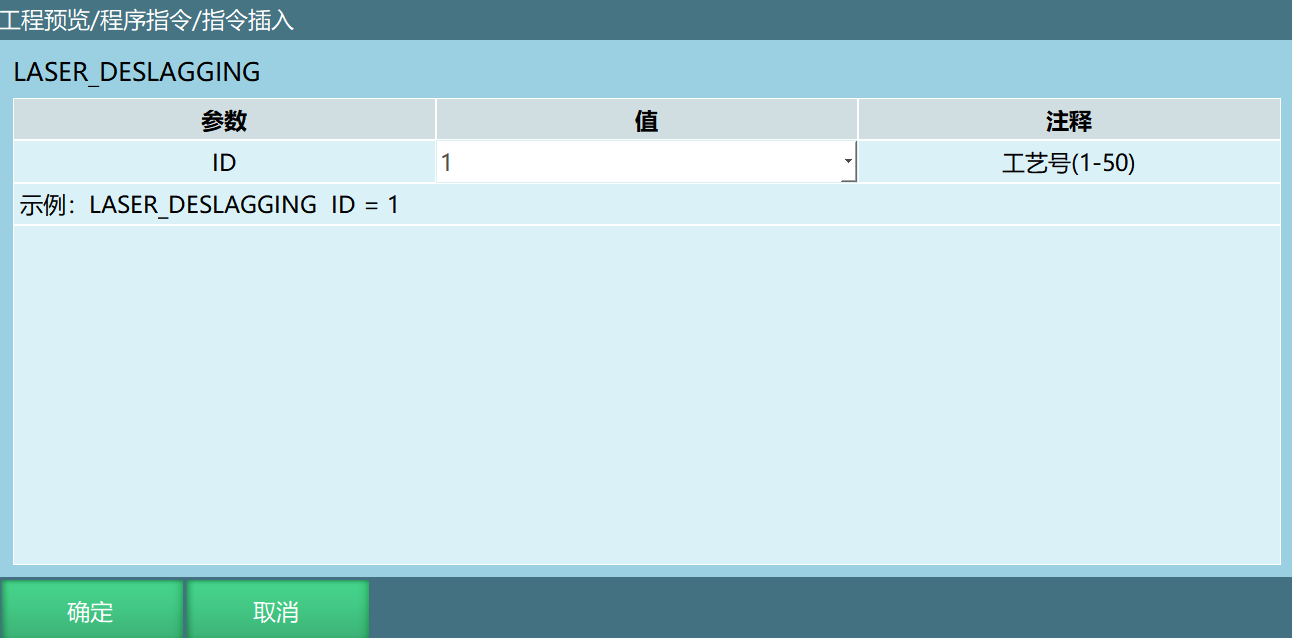 工程预览/程序指令/指令插入
LASER_DESLAGGING
参数 值 注释
ID 1 工艺号(1-50)
示例：LASER_DESLAGGING ID = 1
确定 取消